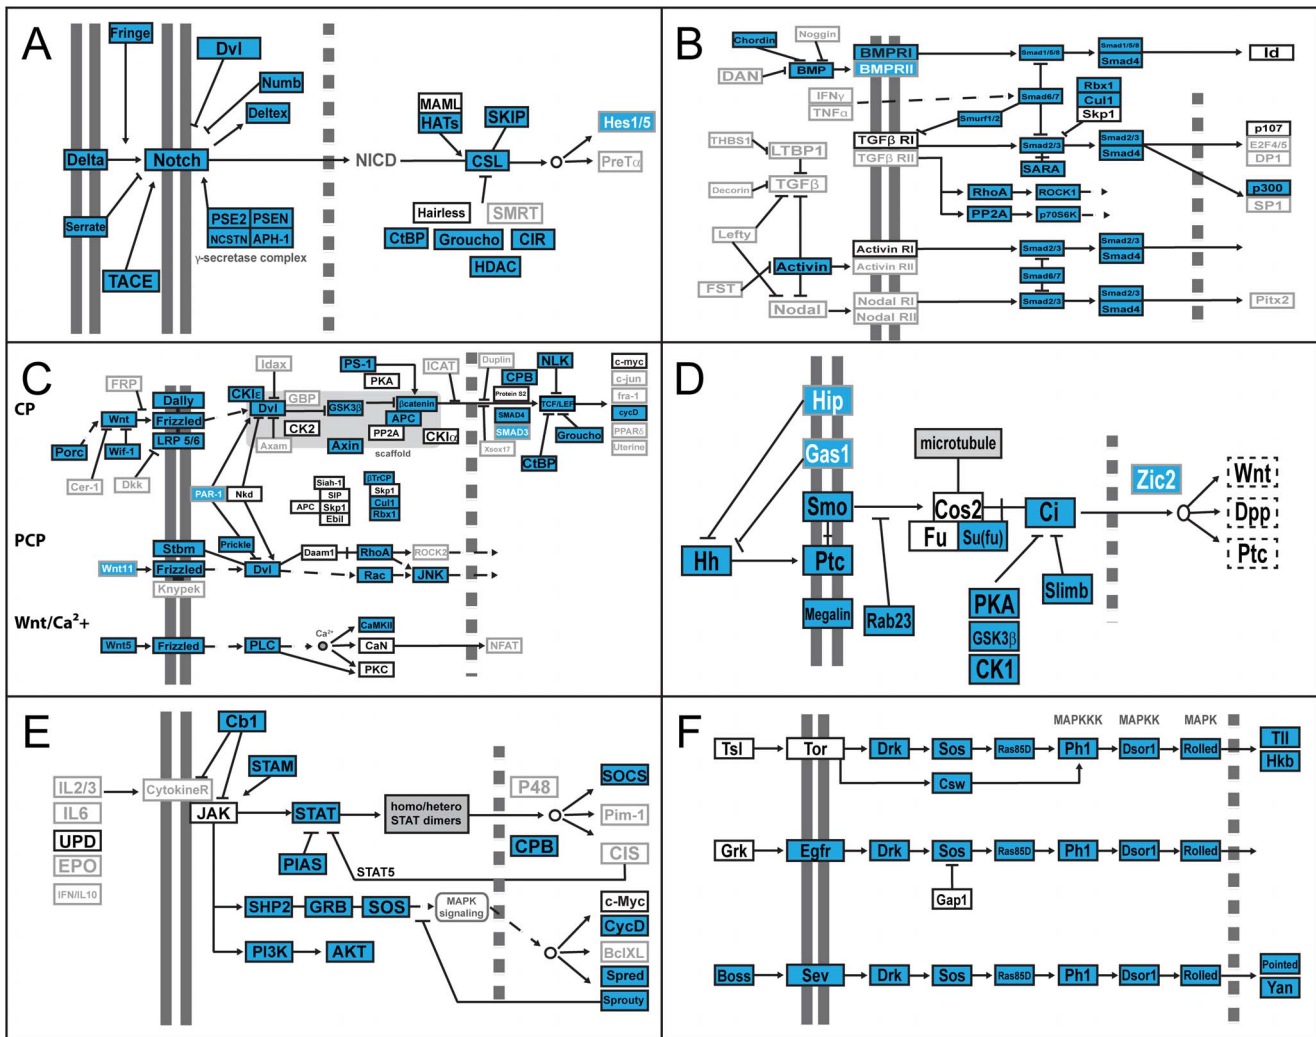 A
Fringe
Dvl
Numb
Deltex
Delta
Notch
Serrate
PSE2 PSEN
NCSTN APH-1
γ-secretase complex
TACE
NICD
MAML
HATs
SKIP
CSL
Hairless
SMRT
CtBP
Groucho
CIR
HDAC
Hes1/5
PreTα
B
Chordin
Noggin
DAN
BMP
BMPRI
BMPRII
Smad1/5/8
Smad1/5/8
Smad4
Id
IFNγ
TNFα
Smad6/7
Smurf1/2
Rbx1
Cul1
Skp1
THBS1
LTBP1
TGFβ RI
TGFβ RII
Smad2/3
SARA
Smad2/3
Smad4
p107
E2F4/5
DP1
Decorin
TGFβ
RhoA
ROCK1
PP2A
p70S6K
p300
SP1
Lefty
Activin
Activin RI
Activin RII
Smad2/3
Smad2/3
Smad4
FST
Smad6/7
Nodal
Nodal RI
Nodal RII
Smad2/3
Smad2/3
Smad4
Pitx2
C
CP
FRP
Wnt
Porc
Wif-1
Cer-1
Dkk
Dally
Frizzled
LRP 5/6
Idax
CKIε
Dvl
GBP
CK2
Axam
PS-1
PKA
GSK3β
βcatenin
APC
PP2A
Axin
CKIα
scaffold
ICAT
Duplin
CPB
Protein S2
SMAD4
SMAD3
Xsox17
NLK
TCF/LEF
Groucho
CtBP
c-myc
c-jun
fra-1
cycD
PPARδ
Uterine
PAR-1
Nkd
Siah-1
SIP
APC
Skp1
Ebil
βTrCP
Skp1
Cul1
Rbx1
PCP
Wnt11
Stbm
Frizzled
Knypek
Prickle
Dvl
Daam1
RhoA
ROCK2
Rac
JNK
Wnt/Ca²+
Wnt5
Frizzled
PLC
Ca²⁺
CaMKII
CaN
PKC
NFAT
D
Hip
Gas1
Smo
Hh
Ptc
Megalin
Rab23
microtubule
Cos2
Fu
Su(fu)
Ci
PKA
GSK3β
CK1
Slimb
Zic2
Wnt
Dpp
Ptc
E
IL2/3
IL6
UPD
EPO
IFN/IL10
CytokineR
JAK
Cb1
STAM
STAT
PIAS
homo/hetero
STAT dimers
STAT5
P48
CPB
SOCS
Pim-1
CIS
SHP2
GRB
SOS
MAPK
signaling
PI3K
AKT
c-Myc
CycD
BclXL
Spred
Sprouty
F
MAPKKK
MAPKK
MAPK
Tsl
Tor
Drk
Sos
Ras85D
Ph1
Dsor1
Rolled
Tll
Hkb
Csw
Grk
Egfr
Drk
Sos
Ras85D
Ph1
Dsor1
Rolled
Gap1
Boss
Sev
Drk
Sos
Ras85D
Ph1
Dsor1
Rolled
Pointed
Yan